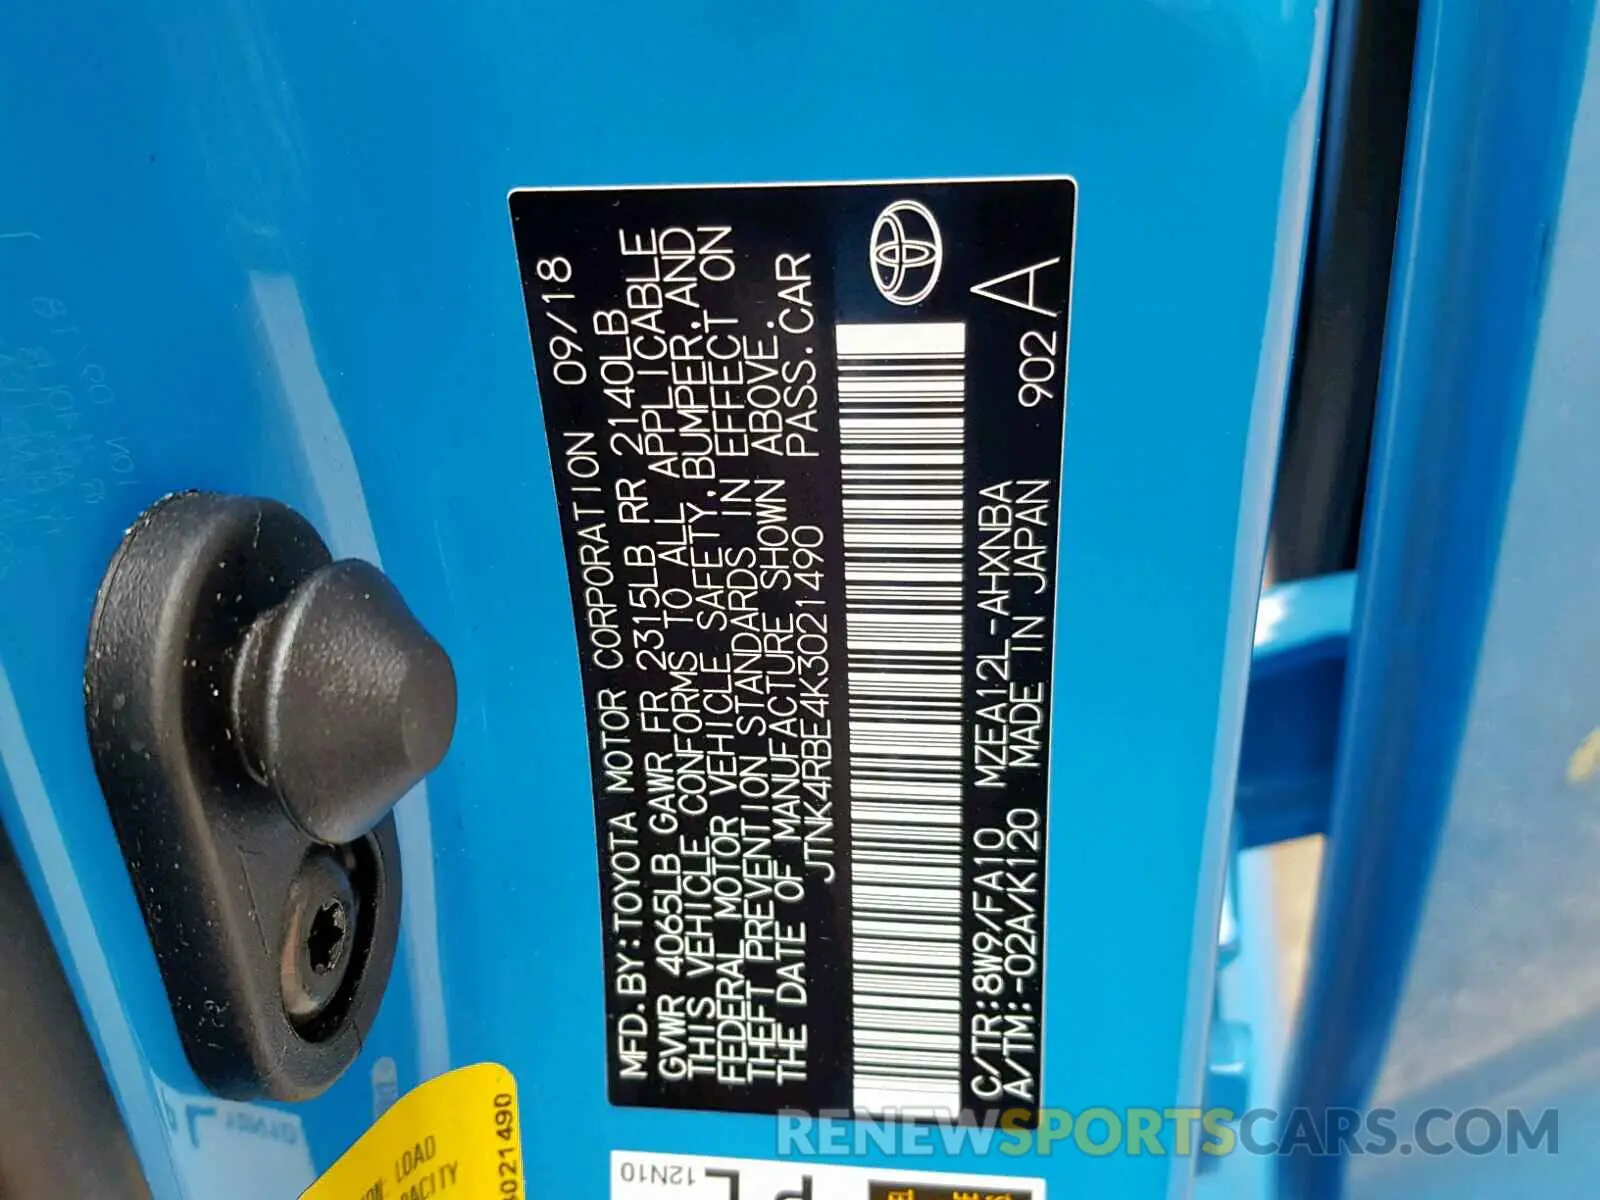 MFD.BY:TOYOTA MOTOR CORPORATION 09/18
GVWR 4065LB GAWR FR 2315LB RR 2140LB
THIS VEHICLE CONFORMS TO ALL APPLICABLE
FEDERAL MOTOR VEHICLE SAFETY,BUMPER,AND
THEFT PREVENTION STANDARDS IN EFFECT ON
THE DATE OF MANUFACTURE SHOWN ABOVE.
JTNK4RBE4K3021490 PASS.CAR
C/TR:8W9/FA10 MZEA12L-AHXNBA 902 A
A/TM:-02A/K120 MADE IN JAPAN
LOAD
12N10
RENEWSPORTSCARS.COM